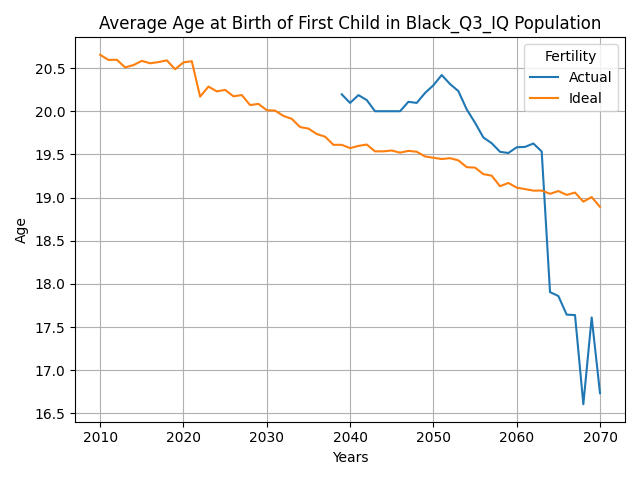 Average Age at Birth of First Child in Black_Q3_IQ Population
Fertility
Actual
Ideal
Age
20.5
20.0
19.5
19.0
18.5
18.0
17.5
17.0
16.5
2010
2020
2030
2040
2050
2060
2070
Years